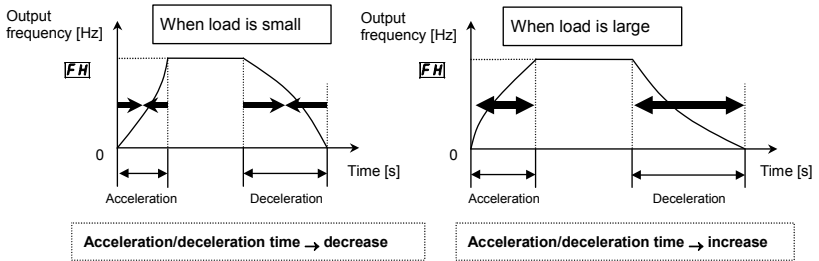 Output
frequency [Hz]
When load is small
FH
0
Time [s]
Acceleration
Deceleration
Acceleration/deceleration time → decrease
Output
frequency [Hz]
When load is large
FH
0
Time [s]
Acceleration
Deceleration
Acceleration/deceleration time → increase